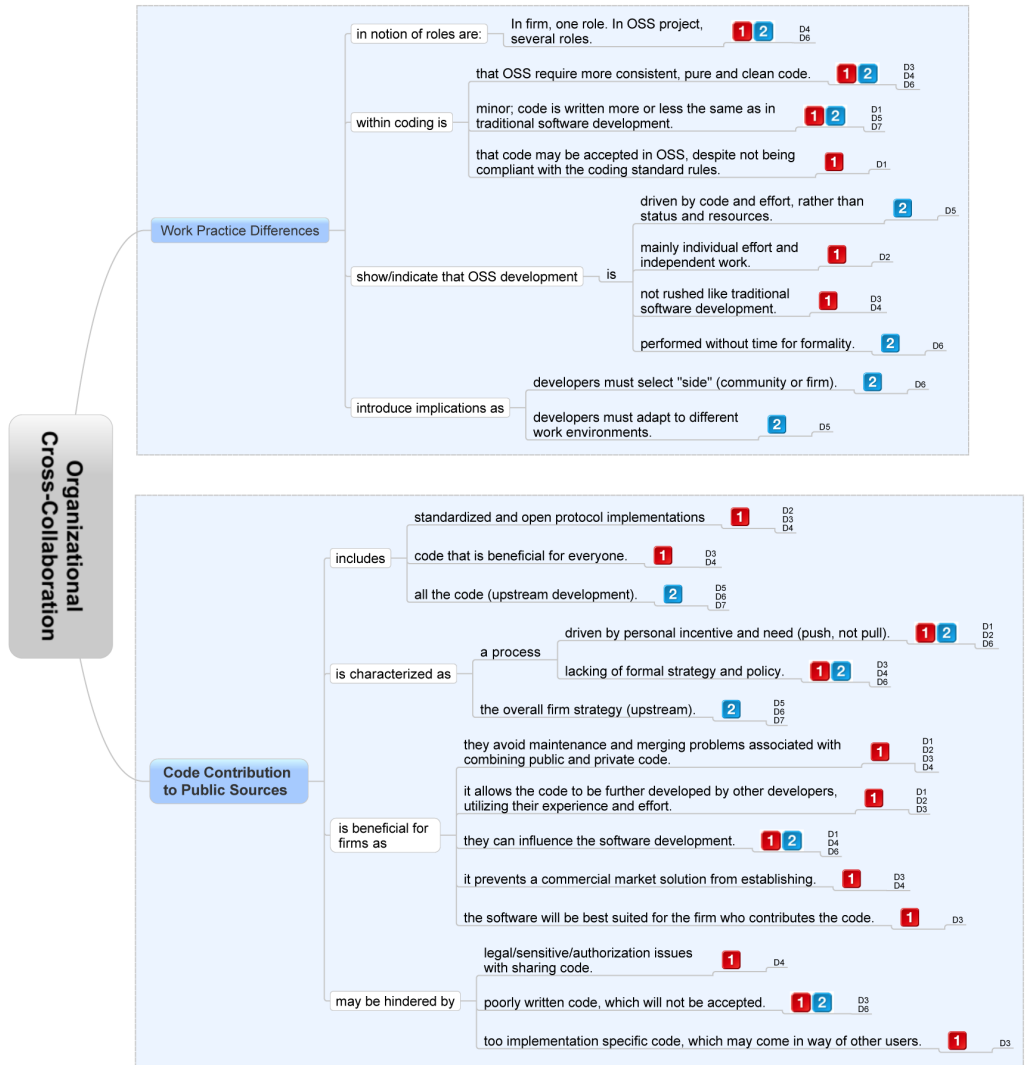 Organizational
Cross-Collaboration
Work Practice Differences
in notion of roles are:
In firm, one role. In OSS project,
several roles.
1 2
D4
D6
within coding is
that OSS require more consistent, pure and clean code.
1 2
D3
D4
D6
minor; code is written more or less the same as in
traditional software development.
1 2
D1
D5
D7
that code may be accepted in OSS, despite not being
compliant with the coding standard rules.
1
D1
show/indicate that OSS development
is
driven by code and effort, rather than
status and resources.
2
D5
mainly individual effort and
independent work.
1
D2
not rushed like traditional
software development.
1
D3
D4
performed without time for formality.
2
D6
introduce implications as
developers must select "side" (community or firm).
2
D6
developers must adapt to different
work environments.
2
D5
Code Contribution
to Public Sources
includes
standardized and open protocol implementations
1
D2
D3
D4
code that is beneficial for everyone.
1
D3
D4
all the code (upstream development).
2
D5
D6
D7
is characterized as
a process
driven by personal incentive and need (push, not pull).
1 2
D1
D2
D6
lacking of formal strategy and policy.
1 2
D3
D4
D6
the overall firm strategy (upstream).
2
D5
D6
D7
is beneficial for
firms as
they avoid maintenance and merging problems associated with
combining public and private code.
1
D1
D2
D3
D4
it allows the code to be further developed by other developers,
utilizing their experience and effort.
1
D1
D2
D3
they can influence the software development.
1 2
D1
D4
D6
it prevents a commercial market solution from establishing.
1
D3
D4
the software will be best suited for the firm who contributes the code.
1
D3
may be hindered by
legal/sensitive/authorization issues
with sharing code.
1
D4
poorly written code, which will not be accepted.
1 2
D3
D6
too implementation specific code, which may come in way of other users.
1
D3